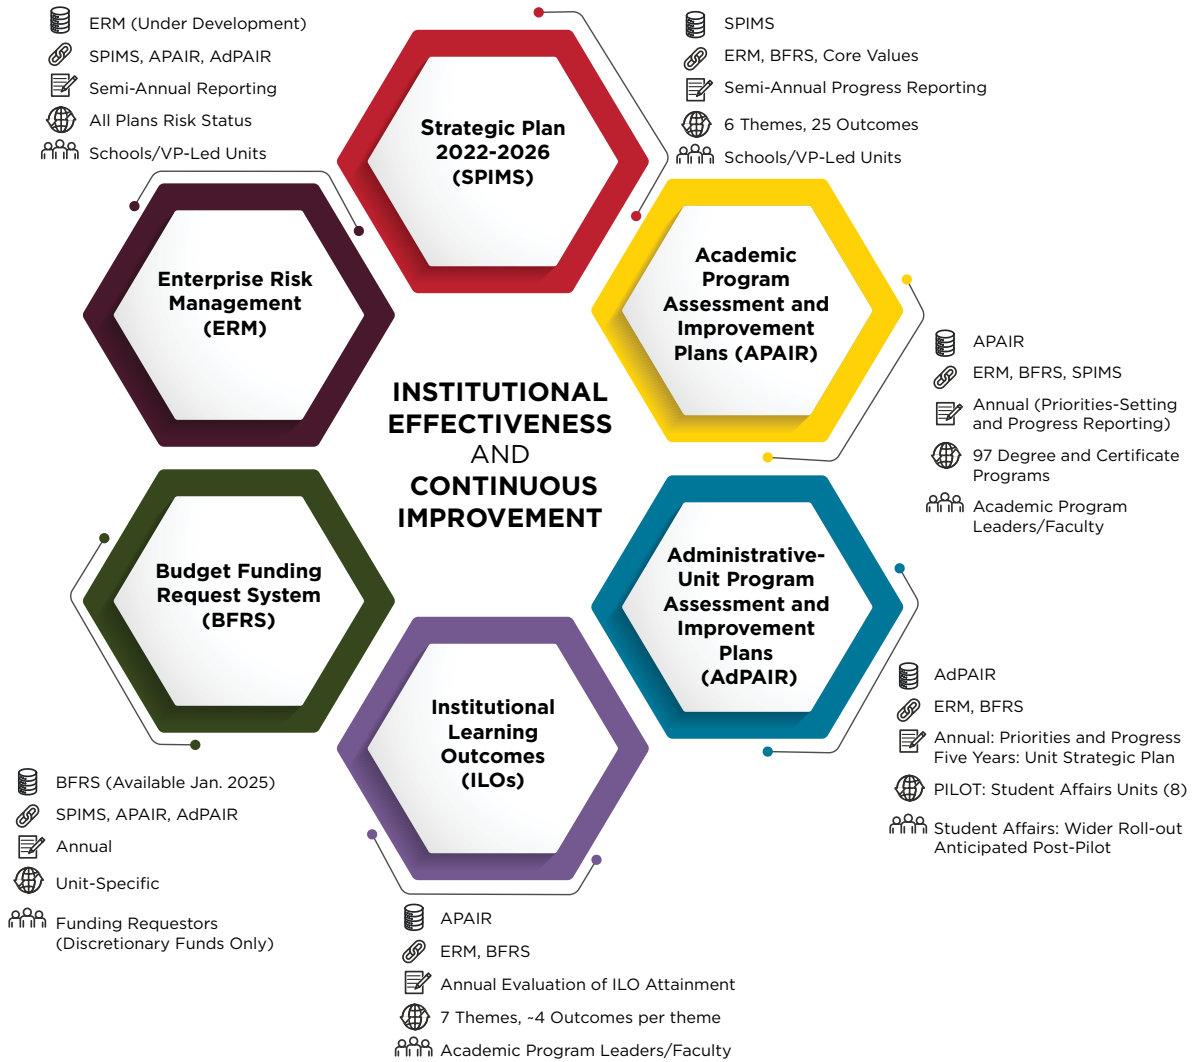 ERM (Under Development)
SPIMS, APAIR, AdPAIR
Semi-Annual Reporting
All Plans Risk Status
Schools/VP-Led Units
SPIMS
ERM, BFRS, Core Values
Semi-Annual Progress Reporting
6 Themes, 25 Outcomes
Schools/VP-Led Units
Strategic Plan
2022-2026
(SPIMS)
Enterprise Risk
Management
(ERM)
Academic
Program
Assessment and
Improvement
Plans (APAIR)
APAIR
ERM, BFRS, SPIMS
Annual (Priorities-Setting
and Progress Reporting)
97 Degree and Certificate
Programs
Academic Program
Leaders/Faculty
INSTITUTIONAL
EFFECTIVENESS
AND
CONTINUOUS
IMPROVEMENT
Budget Funding
Request System
(BFRS)
Administrative-
Unit Program
Assessment and
Improvement
Plans
(AdPAIR)
AdPAIR
ERM, BFRS
Annual: Priorities and Progress
Five Years: Unit Strategic Plan
PILOT: Student Affairs Units (8)
Student Affairs: Wider Roll-out
Anticipated Post-Pilot
Institutional
Learning
Outcomes
(ILOs)
BFRS (Available Jan. 2025)
SPIMS, APAIR, AdPAIR
Annual
Unit-Specific
Funding Requestors
(Discretionary Funds Only)
APAIR
ERM, BFRS
Annual Evaluation of ILO Attainment
7 Themes, ~4 Outcomes per theme
Academic Program Leaders/Faculty